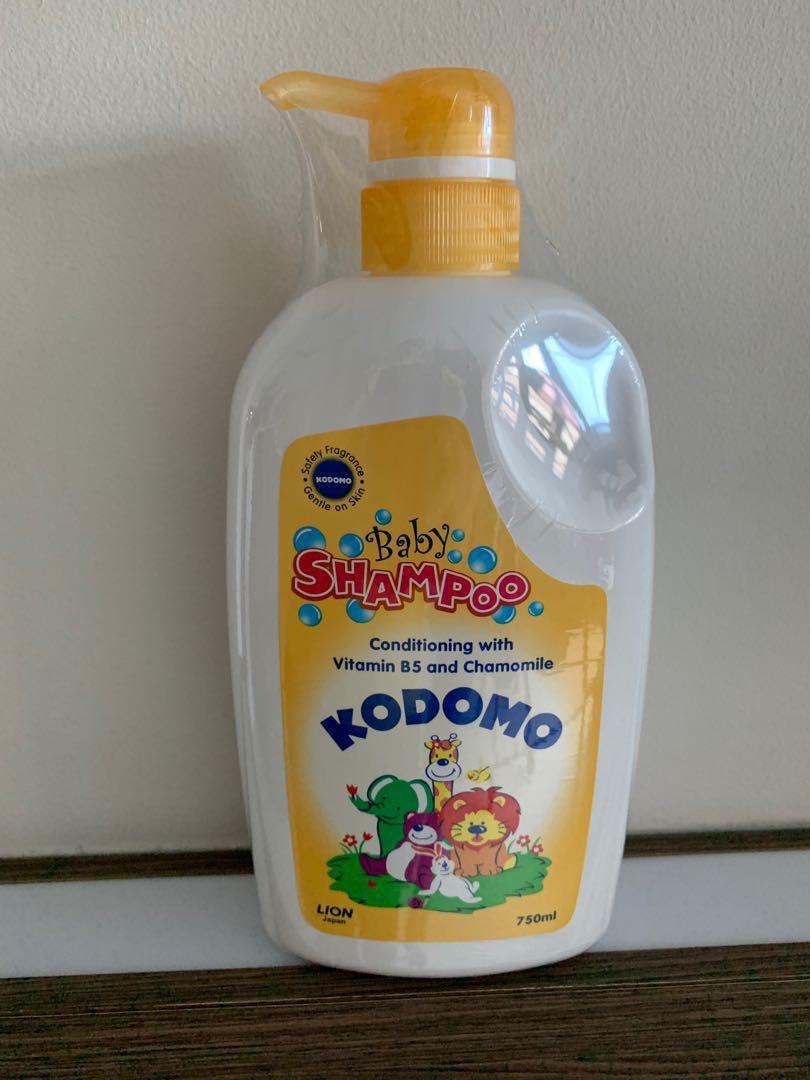 Safety Fragrance
KODOMO
Gentle on Skin
Baby
SHAMPOO
Conditioning with
Vitamin B5 and Chamomile
KODOMO
LION
Japan
750ml